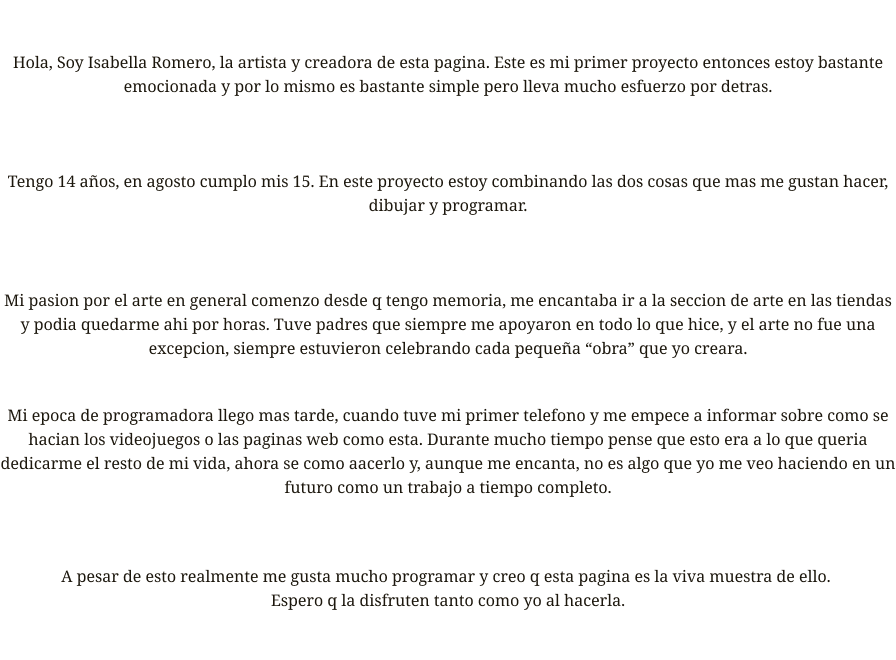 Hola, Soy Isabella Romero, la artista y creadora de esta pagina. Este es mi primer proyecto entonces estoy bastante
emocionada y por lo mismo es bastante simple pero lleva mucho esfuerzo por detras.
Tengo 14 años, en agosto cumplo mis 15. En este proyecto estoy combinando las dos cosas que mas me gustan hacer,
dibujar y programar.
Mi pasion por el arte en general comenzo desde q tengo memoria, me encantaba ir a la seccion de arte en las tiendas
y podia quedarme ahi por horas. Tuve padres que siempre me apoyaron en todo lo que hice, y el arte no fue una
excepcion, siempre estuvieron celebrando cada pequeña “obra” que yo creara.
Mi epoca de programadora llego mas tarde, cuando tuve mi primer telefono y me empece a informar sobre como se
hacian los videojuegos o las paginas web como esta. Durante mucho tiempo pense que esto era a lo que queria
dedicarme el resto de mi vida, ahora se como aacerlo y, aunque me encanta, no es algo que yo me veo haciendo en un
futuro como un trabajo a tiempo completo.
A pesar de esto realmente me gusta mucho programar y creo q esta pagina es la viva muestra de ello.
Espero q la disfruten tanto como yo al hacerla.